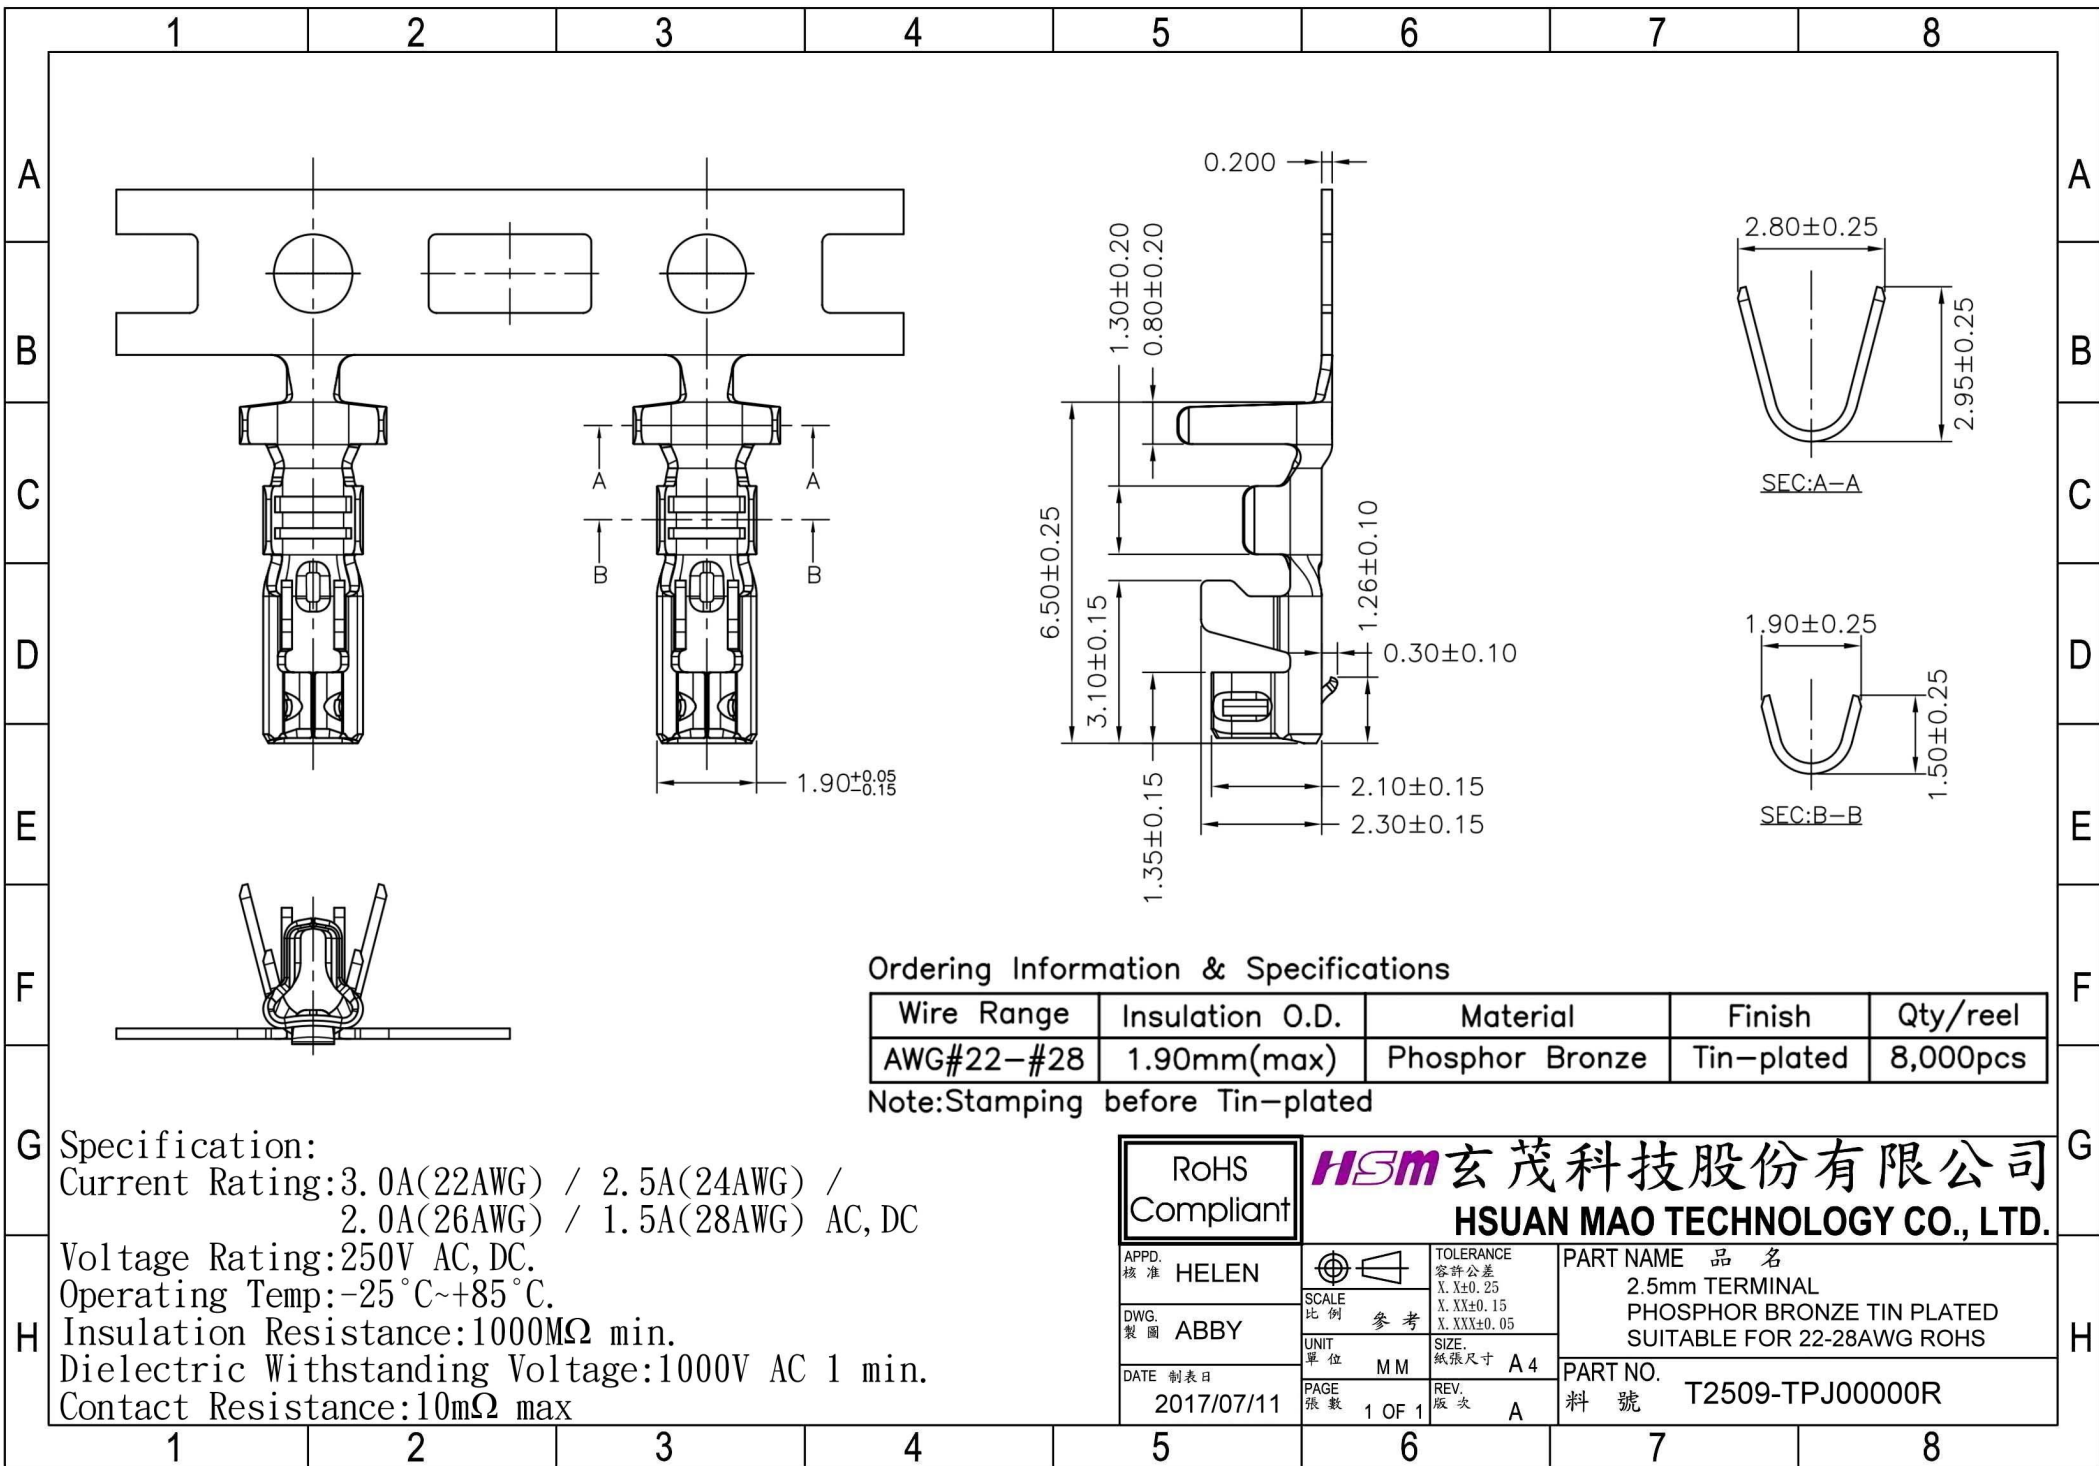 1 2 3 4 5 6 7 8
A A
B B
C C
D D
E E
F F
G G
H H
0.200
1.30±0.20
0.80±0.20
6.50±0.25
3.10±0.15
1.35±0.15
1.26±0.10
0.30±0.10
2.10±0.15
2.30±0.15
A A
B B
1.90+0.05
-0.15
2.80±0.25
2.95±0.25
SEC:A-A
1.90±0.25
1.50±0.25
SEC:B-B
Ordering Information & Specifications
Wire Range Insulation O.D. Material Finish Qty/reel
AWG#22-#28 1.90mm(max) Phosphor Bronze Tin-plated 8,000pcs
Note:Stamping before Tin-plated
Specification:
Current Rating:3.0A(22AWG) / 2.5A(24AWG) /
2.0A(26AWG) / 1.5A(28AWG) AC,DC
Voltage Rating:250V AC,DC.
Operating Temp:-25°C~+85°C.
Insulation Resistance:1000MΩ min.
Dielectric Withstanding Voltage:1000V AC 1 min.
Contact Resistance:10mΩ max
RoHS
Compliant
HSM 玄茂科技股份有限公司
HSUAN MAO TECHNOLOGY CO., LTD.
APPD.
核准 HELEN
DWG.
製圖 ABBY
DATE 制表日
2017/07/11
SCALE
比例 參考
UNIT
單位 MM
PAGE
張數 1 OF 1
TOLERANCE
容許公差
X.X±0.25
X.XX±0.15
X.XXX±0.05
SIZE.
紙張尺寸 A4
REV.
版次 A
PART NAME 品名
2.5mm TERMINAL
PHOSPHOR BRONZE TIN PLATED
SUITABLE FOR 22-28AWG ROHS
PART NO.
料號 T2509-TPJ00000R
1 2 3 4 5 6 7 8